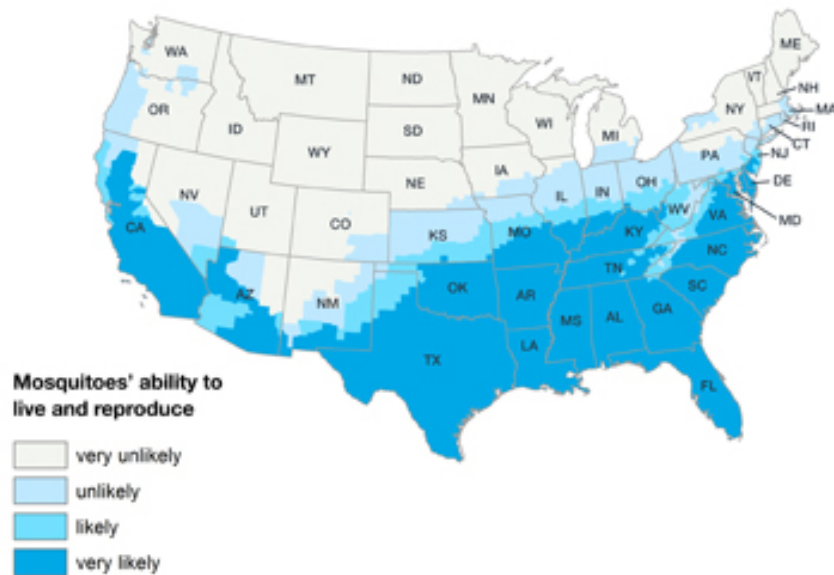 WA
MT
ND
MN
ME
VT
NH
MA
RI
CT
NY
OR
ID
SD
WI
MI
WY
IA
NE
PA
NJ
DE
MD
NV
UT
CO
IL
IN
OH
WV
VA
KS
MO
KY
CA
NC
TN
AZ
NM
OK
AR
SC
MS
AL
GA
TX
LA
FL
Mosquitoes' ability to
live and reproduce
very unlikely
unlikely
likely
very likely